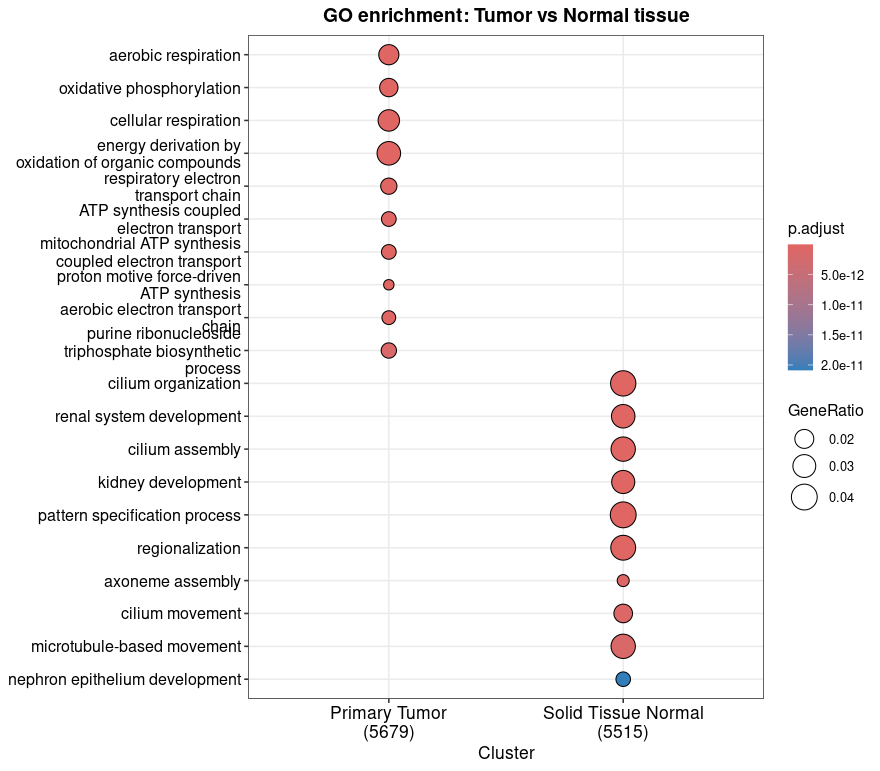 GO enrichment: Tumor vs Normal tissue
aerobic respiration
oxidative phosphorylation
cellular respiration
energy derivation by
oxidation of organic compounds
respiratory electron
transport chain
ATP synthesis coupled
electron transport
mitochondrial ATP synthesis
coupled electron transport
proton motive force-driven
ATP synthesis
aerobic electron transport
chain
purine ribonucleoside
triphosphate biosynthetic
process
cilium organization
renal system development
cilium assembly
kidney development
pattern specification process
regionalization
axoneme assembly
cilium movement
microtubule-based movement
nephron epithelium development
Primary Tumor
(5679)
Solid Tissue Normal
(5515)
Cluster
p.adjust
5.0e-12
1.0e-11
1.5e-11
2.0e-11
GeneRatio
0.02
0.03
0.04